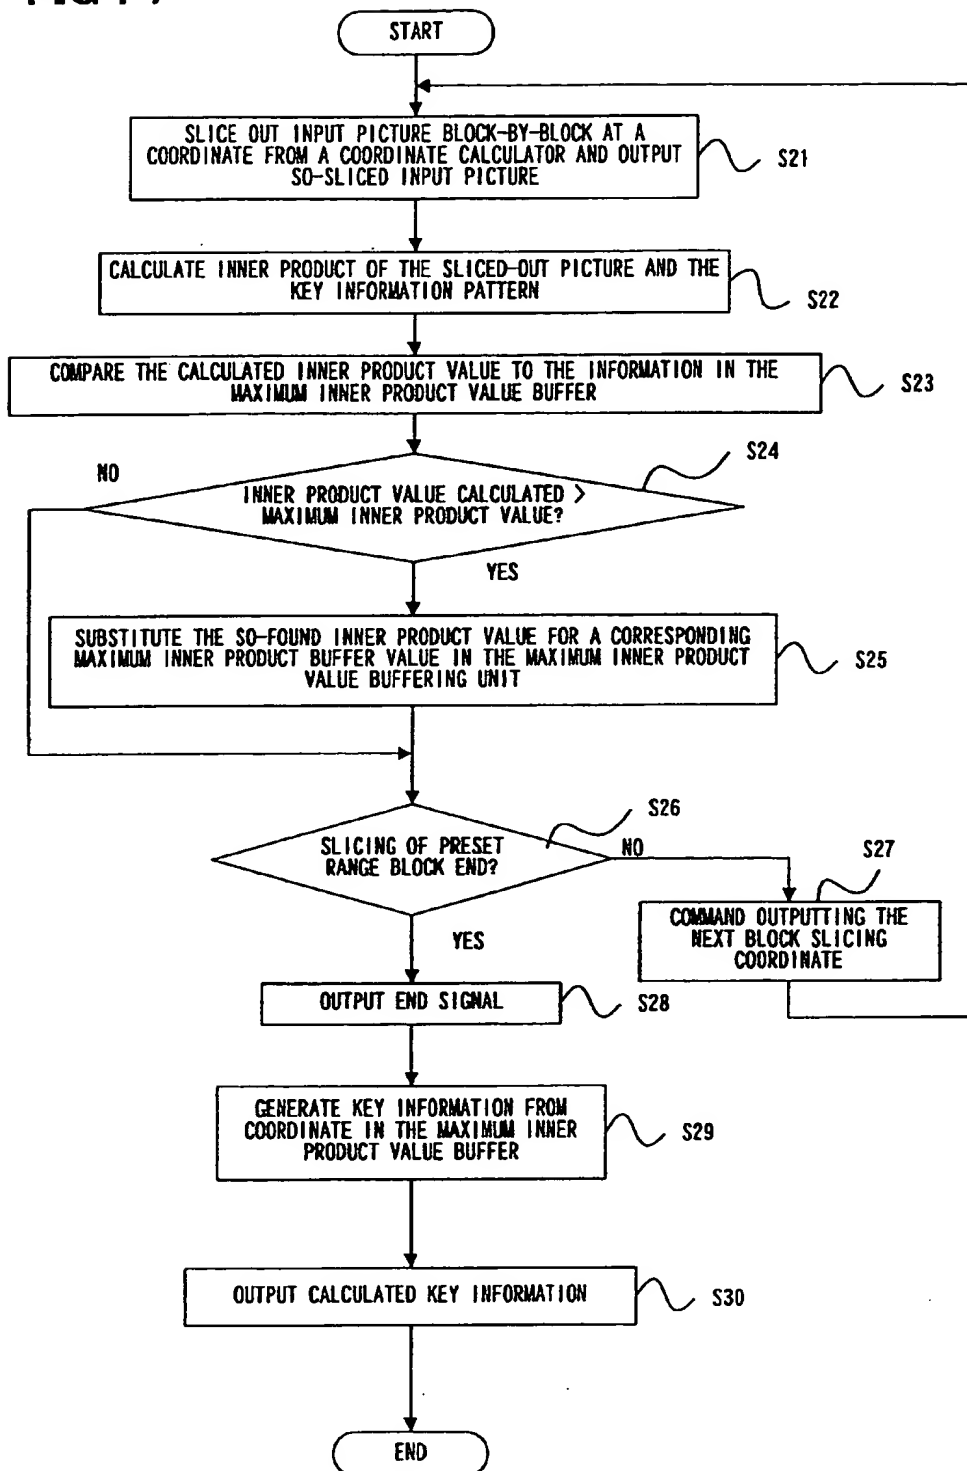 START
SLICE OUT INPUT PICTURE BLOCK-BY-BLOCK AT A
COORDINATE FROM A COORDINATE CALCULATOR AND OUTPUT
SO-SLICED INPUT PICTURE
S21
CALCULATE INNER PRODUCT OF THE SLICED-OUT PICTURE AND THE
KEY INFORMATION PATTERN
S22
COMPARE THE CALCULATED INNER PRODUCT VALUE TO THE INFORMATION IN THE
MAXIMUM INNER PRODUCT VALUE BUFFER
S23
S24
NO
INNER PRODUCT VALUE CALCULATED >
MAXIMUM INNER PRODUCT VALUE?
YES
SUBSTITUTE THE SO-FOUND INNER PRODUCT VALUE FOR A CORRESPONDING
MAXIMUM INNER PRODUCT BUFFER VALUE IN THE MAXIMUM INNER PRODUCT
VALUE BUFFERING UNIT
S25
S26
SLICING OF PRESET
RANGE BLOCK END?
NO
S27
COMMAND OUTPUTTING THE
NEXT BLOCK SLICING
COORDINATE
YES
OUTPUT END SIGNAL
S28
GENERATE KEY INFORMATION FROM
COORDINATE IN THE MAXIMUM INNER
PRODUCT VALUE BUFFER
S29
OUTPUT CALCULATED KEY INFORMATION
S30
END